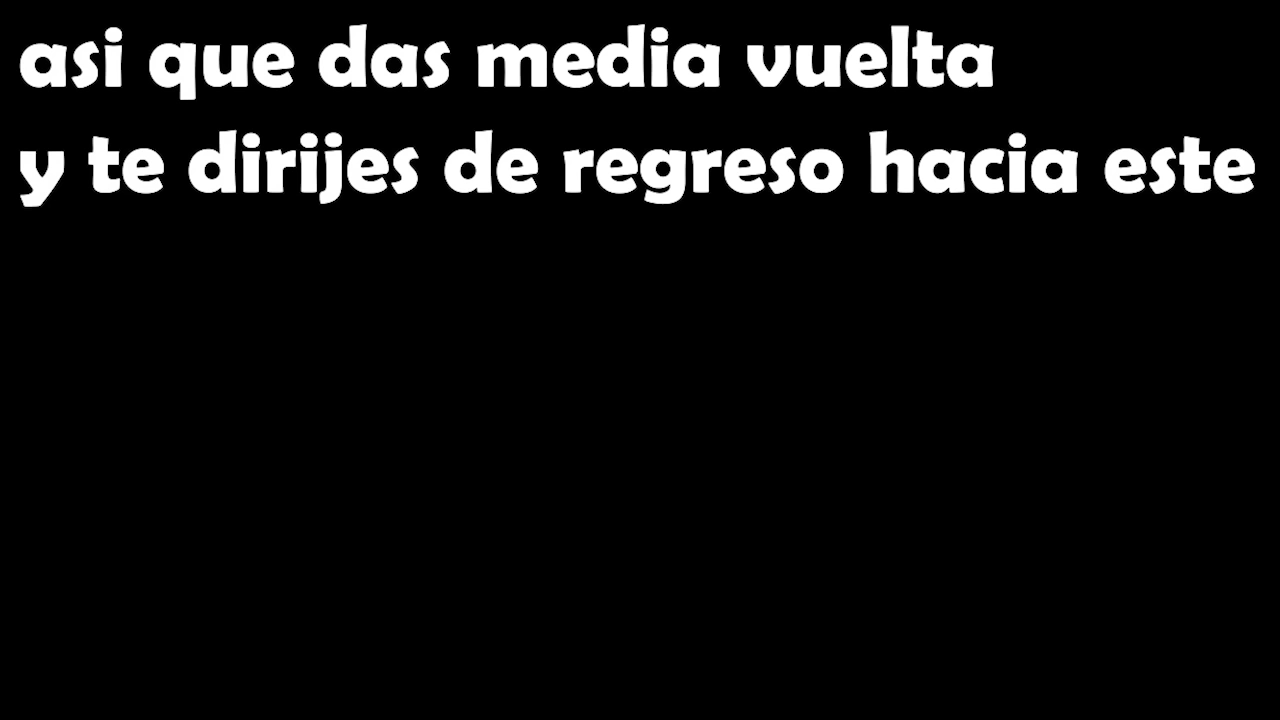 asi que das media vuelta
y te dirijes de regreso hacia este